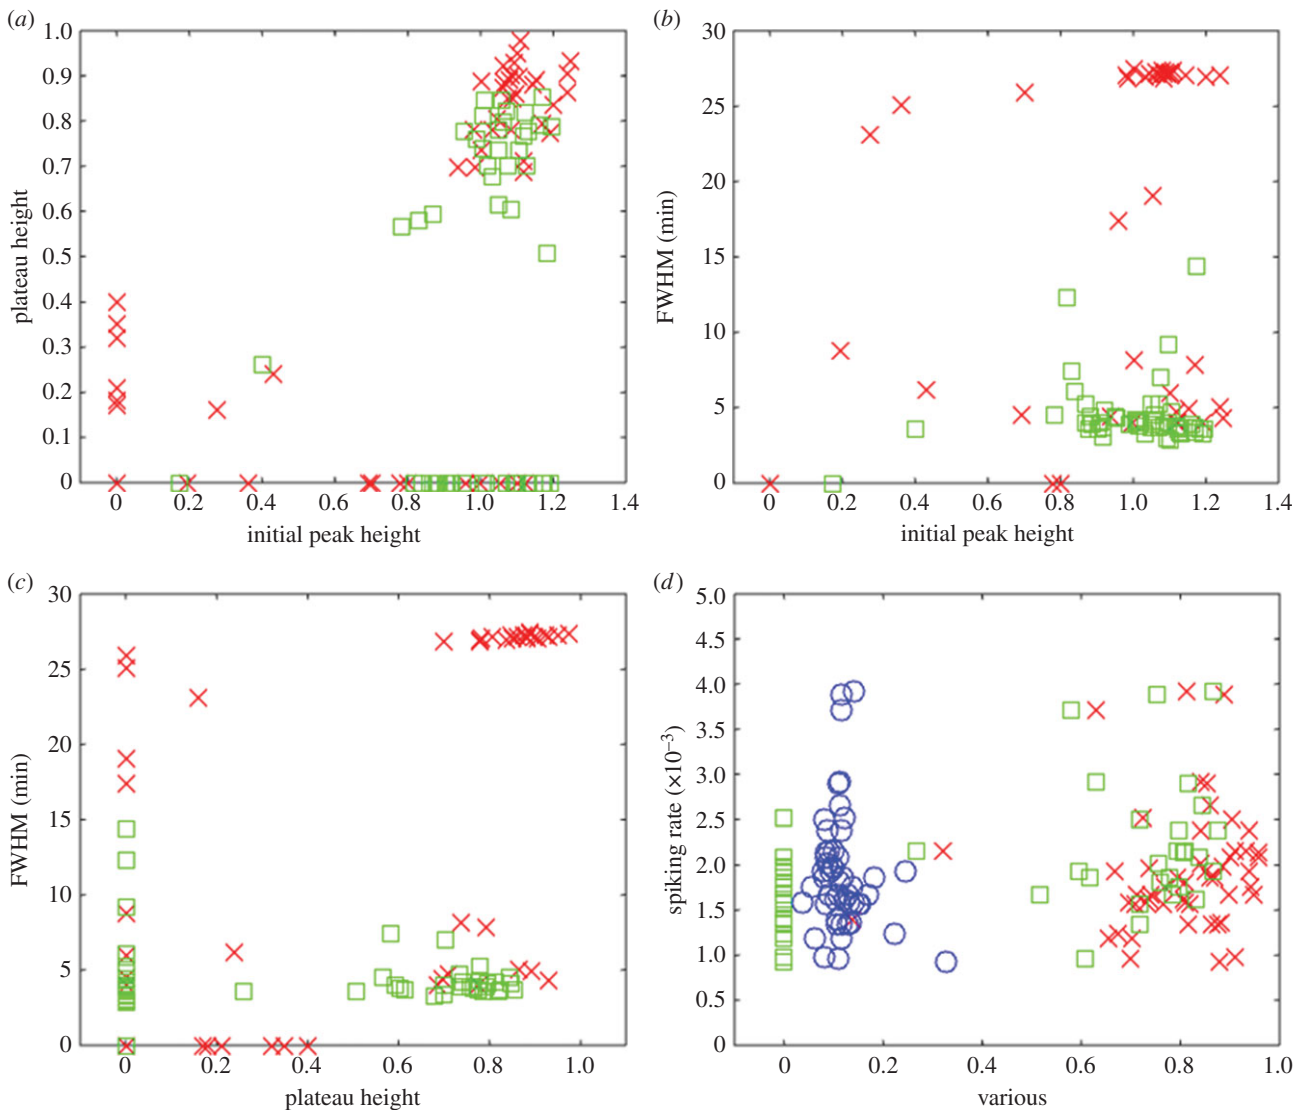 (a)
1.0
0.9
0.8
0.7
0.6
0.5
0.4
0.3
0.2
0.1
0
plateau height
0 0.2 0.4 0.6 0.8 1.0 1.2 1.4
initial peak height
(b)
30
25
20
15
10
5
0
FWHM (min)
0 0.2 0.4 0.6 0.8 1.0 1.2 1.4
initial peak height
(c)
30
25
20
15
10
5
0
FWHM (min)
0 0.2 0.4 0.6 0.8 1.0
plateau height
(d)
5.0
4.5
4.0
3.5
3.0
2.5
2.0
1.5
1.0
0.5
0
spiking rate (×10⁻³)
0 0.2 0.4 0.6 0.8 1.0
various